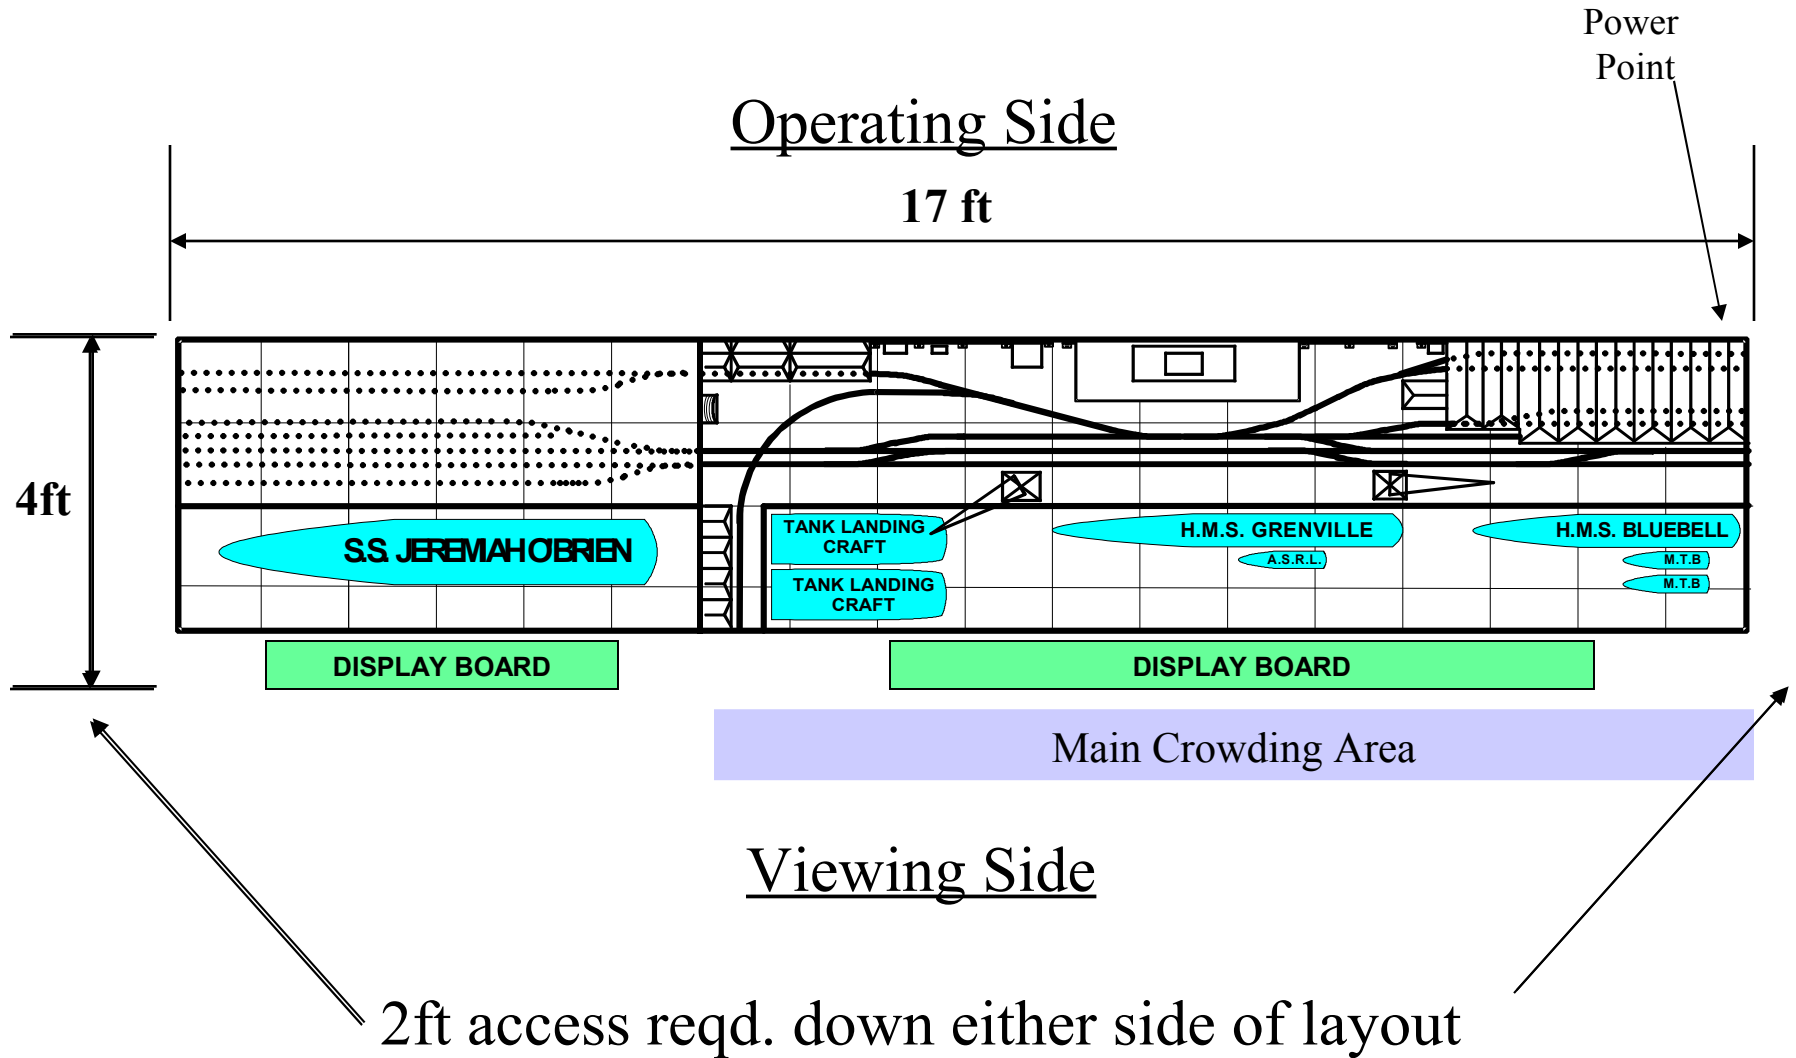 Power
Point
Operating Side
17 ft
4ft
S.S. JEREMIAH O'BRIEN
TANK LANDING
CRAFT
TANK LANDING
CRAFT
H.M.S. GRENVILLE
A.S.R.L.
H.M.S. BLUEBELL
M.T.B
M.T.B
DISPLAY BOARD
DISPLAY BOARD
Main Crowding Area
Viewing Side
2ft access reqd. down either side of layout